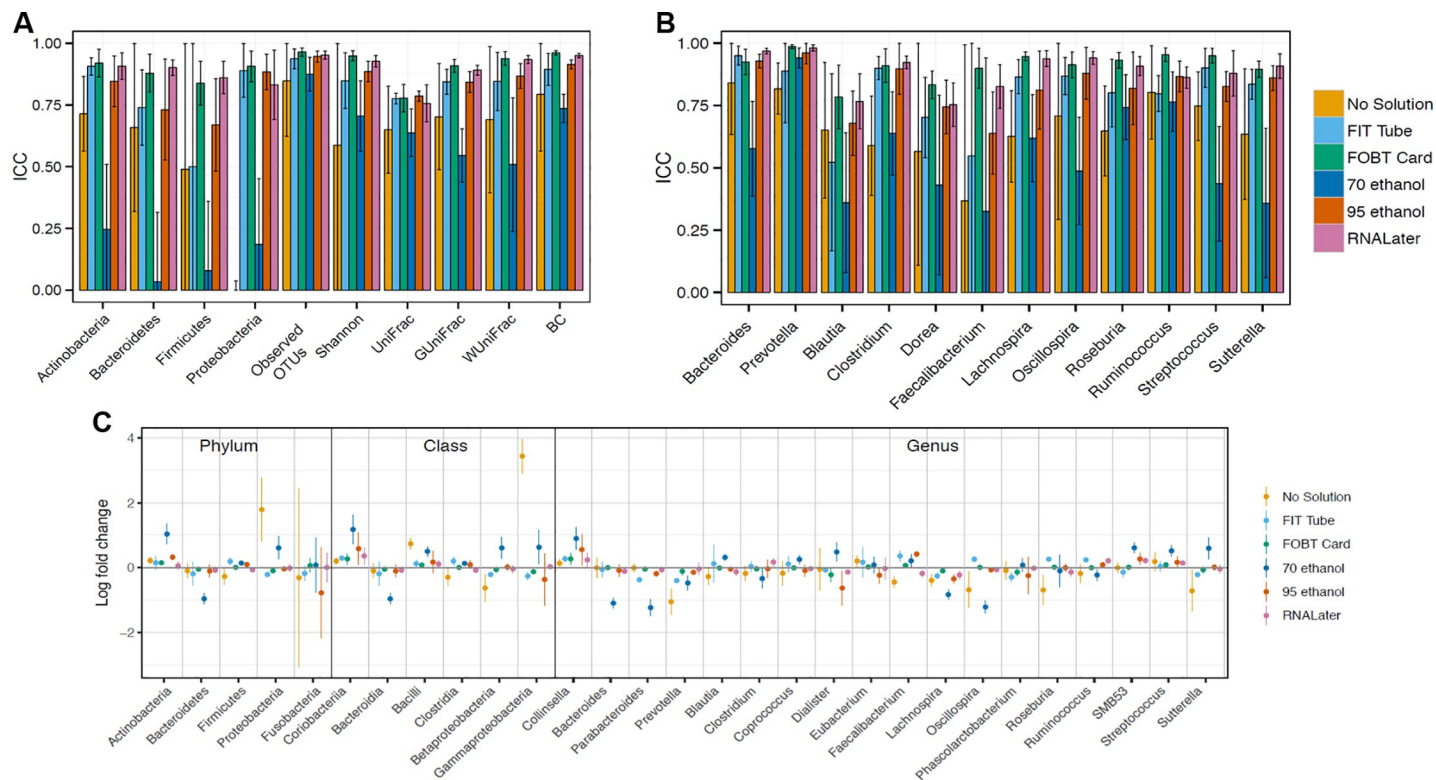 A
ICC
1.00
0.75
0.50
0.25
0.00
Actinobacteria
Bacteroidetes
Firmicutes
Proteobacteria
Observed
OTUs
Shannon
UniFrac
GUniFrac
WUniFrac
BC
B
ICC
1.00
0.75
0.50
0.25
0.00
Bacteroides
Prevotella
Blautia
Clostridium
Dorea
Faecalibacterium
Lachnospira
Oscillospira
Roseburia
Ruminococcus
Streptococcus
Sutterella
No Solution
FIT Tube
FOBT Card
70 ethanol
95 ethanol
RNALater
C
Log fold change
4
2
0
−2
Phylum
Class
Genus
Actinobacteria
Bacteroidetes
Firmicutes
Proteobacteria
Fusobacteria
Coriobacteriia
Bacteroidia
Bacilli
Clostridia
Betaproteobacteria
Gammaproteobacteria
Collinsella
Bacteroides
Parabacteroides
Prevotella
Blautia
Clostridium
Coprococcus
Dialister
Eubacterium
Faecalibacterium
Lachnospira
Oscillospira
Phascolarctobacterium
Roseburia
Ruminococcus
SMB53
Streptococcus
Sutterella
No Solution
FIT Tube
FOBT Card
70 ethanol
95 ethanol
RNALater